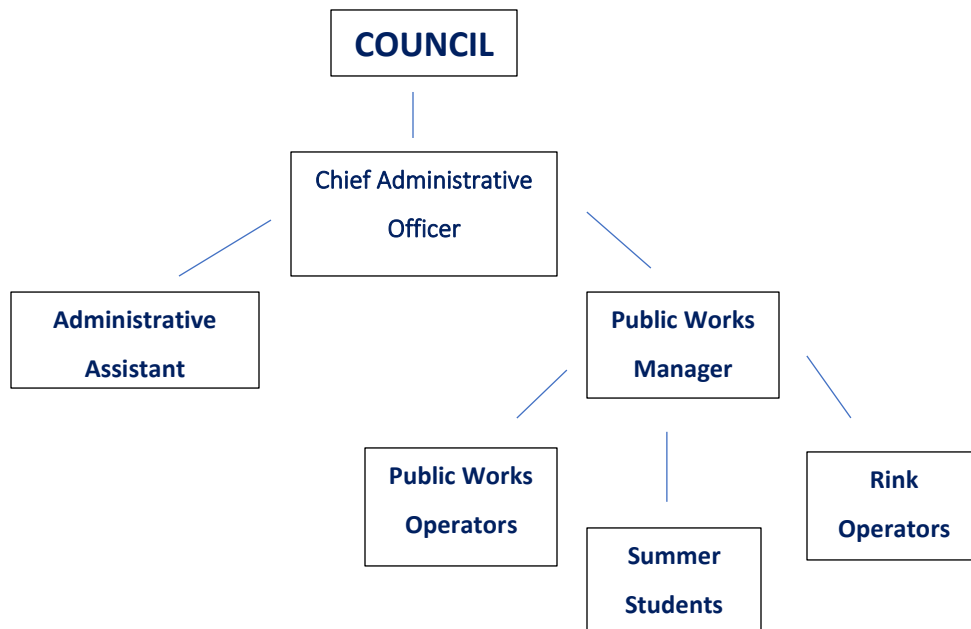 COUNCIL
Chief Administrative
Officer
Administrative
Assistant
Public Works
Manager
Public Works
Operators
Summer
Students
Rink
Operators